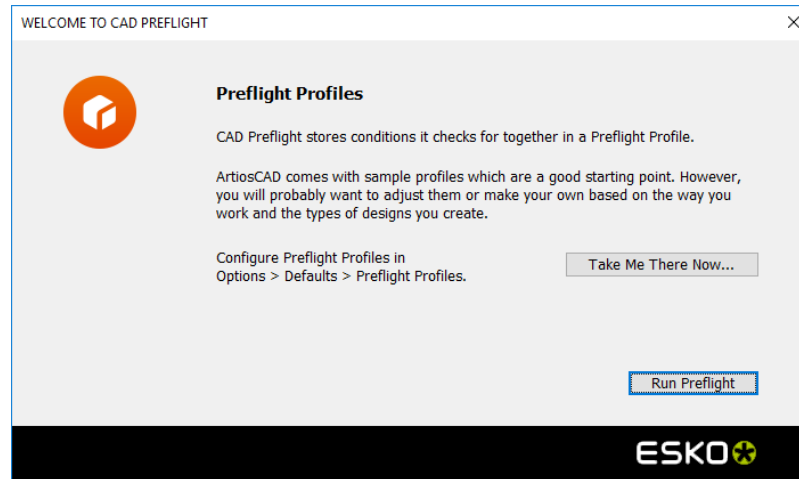 WELCOME TO CAD PREFLIGHT
Preflight Profiles
CAD Preflight stores conditions it checks for together in a Preflight Profile.
ArtiosCAD comes with sample profiles which are a good starting point. However,
you will probably want to adjust them or make your own based on the way you
work and the types of designs you create.
Configure Preflight Profiles in
Options > Defaults > Preflight Profiles.
Take Me There Now...
Run Preflight
ESKO